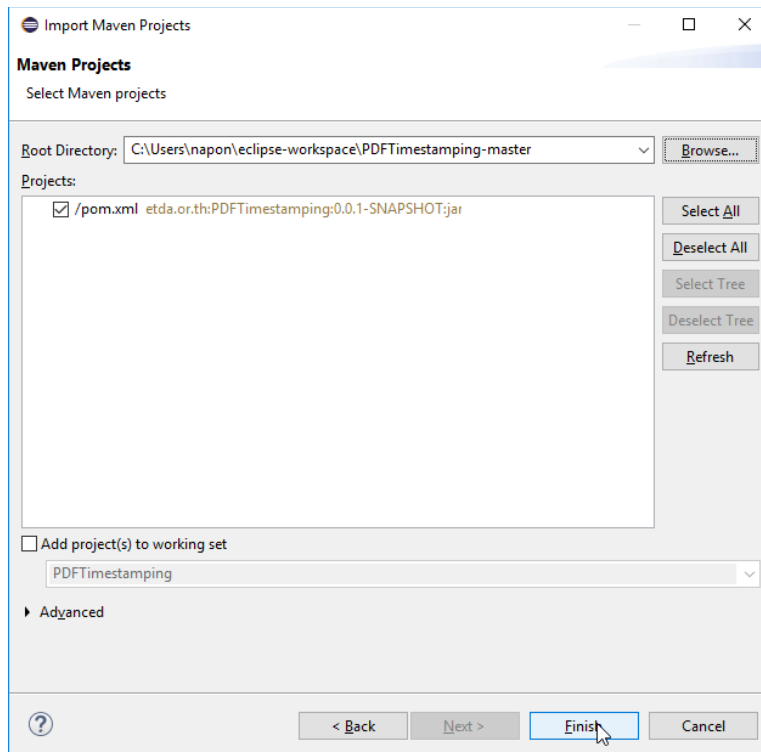 Import Maven Projects
Maven Projects
Select Maven projects
Root Directory: C:\Users\napon\eclipse-workspace\PDFTimestamping-master Browse...
Projects:
/pom.xml etda.or.th:PDFTimestamping:0.0.1-SNAPSHOT:jar
Select All
Deselect All
Select Tree
Deselect Tree
Refresh
Add project(s) to working set
PDFTimestamping
Advanced
? < Back Next > Finish Cancel